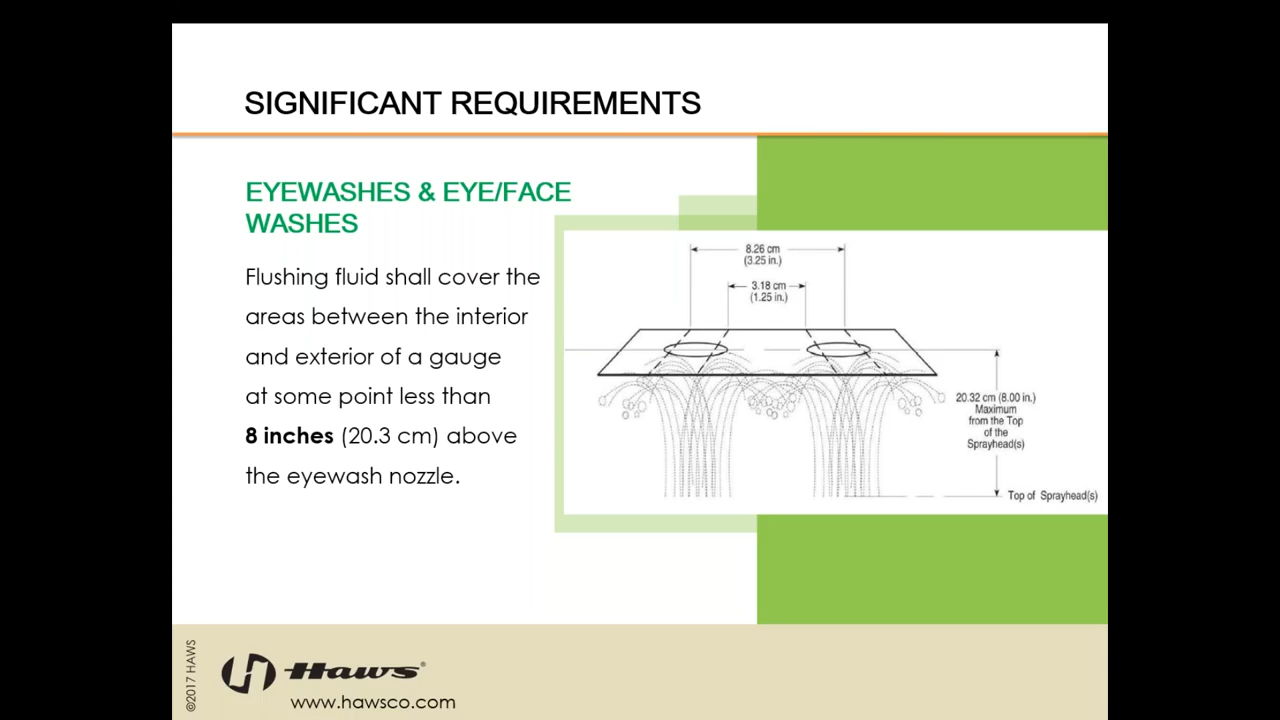 SIGNIFICANT REQUIREMENTS
EYEWASHES & EYE/FACE
WASHES
Flushing fluid shall cover the
areas between the interior
and exterior of a gauge
at some point less than
8 inches (20.3 cm) above
the eyewash nozzle.
8.26 cm
(3.25 in.)
3.18 cm
(1.25 in.)
20.32 cm (8.00 in.)
Maximum
from the Top
of the
Sprayhead(s)
Top of Sprayhead(s)
©2017 HAWS
Haws®
www.hawsco.com